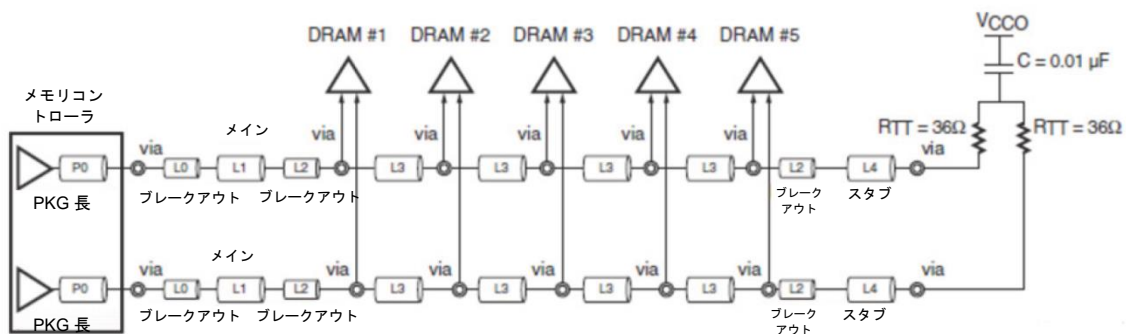 VCCO
C = 0.01 µF
DRAM #1 DRAM #2 DRAM #3 DRAM #4 DRAM #5
メモリコン
トローラ
RTT = 36Ω RTT = 36Ω
メイン
via via via via via via via
P0 L0 L1 L2 L3 L3 L3 L3 L2 L4
PKG 長 ブレークアウト ブレークアウト ブレーク
アウト スタブ
メイン
via via via via via via via
P0 L0 L1 L2 L3 L3 L3 L3 L2 L4
PKG 長 ブレークアウト ブレークアウト ブレーク
アウト スタブ